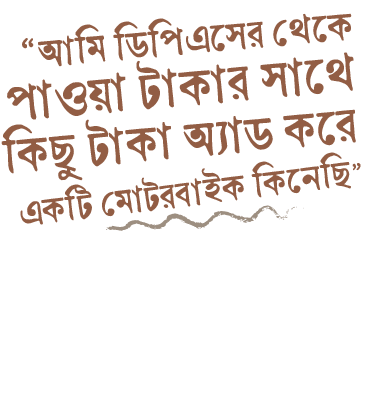 “আমি ডিপিএসের থেকে
পাওয়া টাকার সাথে
কিছু টাকা অ্যাড করে
একটি মোটরবাইক কিনেছি”